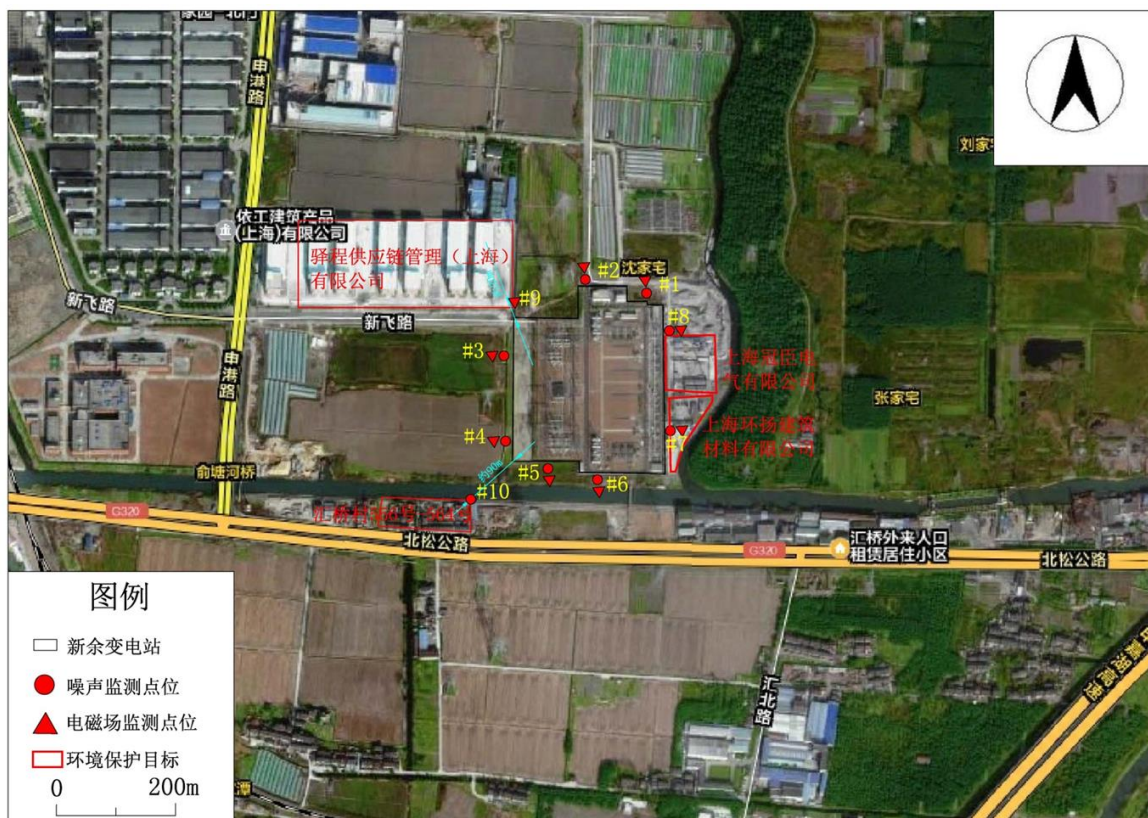 家园-北门
申港路
刘家宅
依工建筑产品
(上海)有限公司
驿程供应链管理（上海）
有限公司
沈家宅
#2
#1
#9
新飞路
新飞路
#8
#3
上海冠臣电
气有限公司
申港路
张家宅
#4
#7
上海环扬建筑
材料有限公司
俞塘河桥
#5
#6
#10
G320
北松公路
G320
汇桥外来人口
租赁居住小区
北松公路
汇北路
图例
新余变电站
噪声监测点位
电磁场监测点位
环境保护目标
0 200m